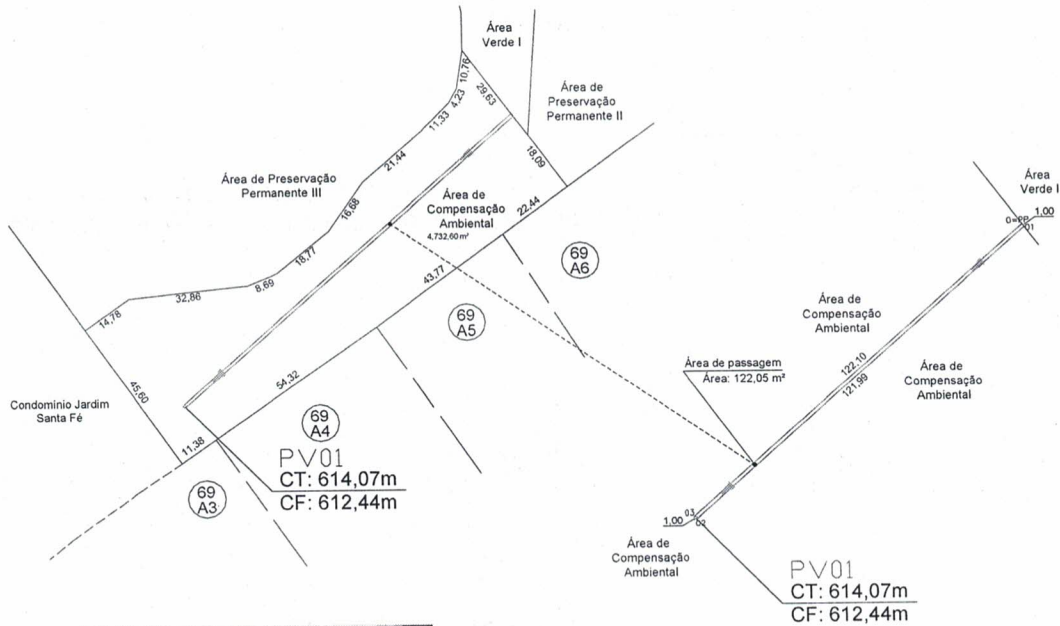 Área
Verde I
Área de
Preservação
Permanente II
10,76
29,63
4,23
11,33
18,09
21,44
Área de Preservação
Permanente III
Área de
Compensação
Ambiental
4.732,60 m²
22,44
16,68
18,77
43,77
69
A6
8,69
32,86
14,78
69
A5
54,32
45,60
Condomínio Jardim
Santa Fé
69
A4
11,38
69
A3
PV01
CT: 614,07m
CF: 612,44m
Área
Verde I
1,00
0=PP
01
Área de
Compensação
Ambiental
122,10
121,99
Área de
Compensação
Ambiental
Área de passagem
Área: 122,05 m²
1,00
03
02
Área de
Compensação
Ambiental
PV01
CT: 614,07m
CF: 612,44m